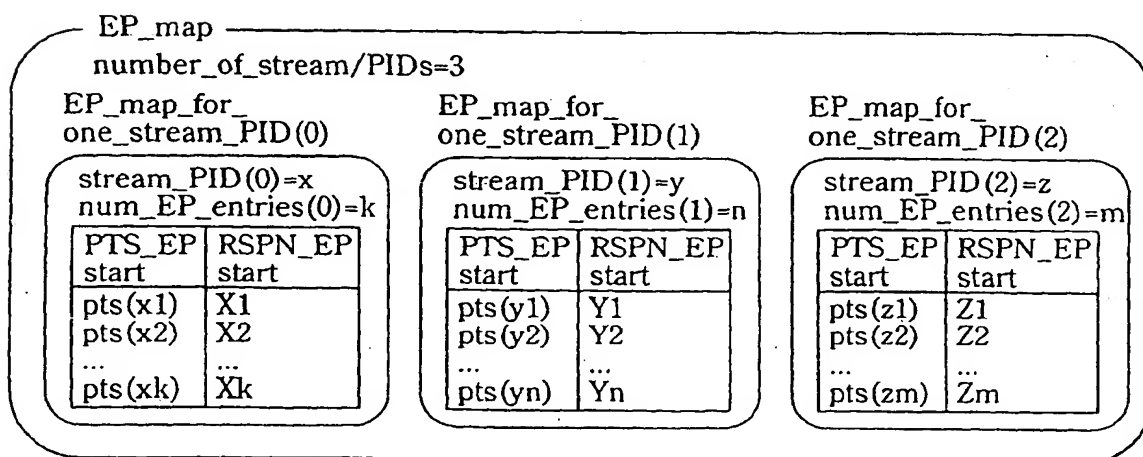 EP_map
number_of_stream/PIDs=3
EP_map_for_
one_stream_PID(0)
stream_PID(0)=x
num_EP_entries(0)=k
PTS_EP RSPN_EP
start start
pts(x1) X1
pts(x2) X2
... ...
pts(xk) Xk
EP_map_for_
one_stream_PID(1)
stream_PID(1)=y
num_EP_entries(1)=n
PTS_EP RSPN_EP
start start
pts(y1) Y1
pts(y2) Y2
... ...
pts(yn) Yn
EP_map_for_
one_stream_PID(2)
stream_PID(2)=z
num_EP_entries(2)=m
PTS_EP RSPN_EP
start start
pts(z1) Z1
pts(z2) Z2
... ...
pts(zm) Zm